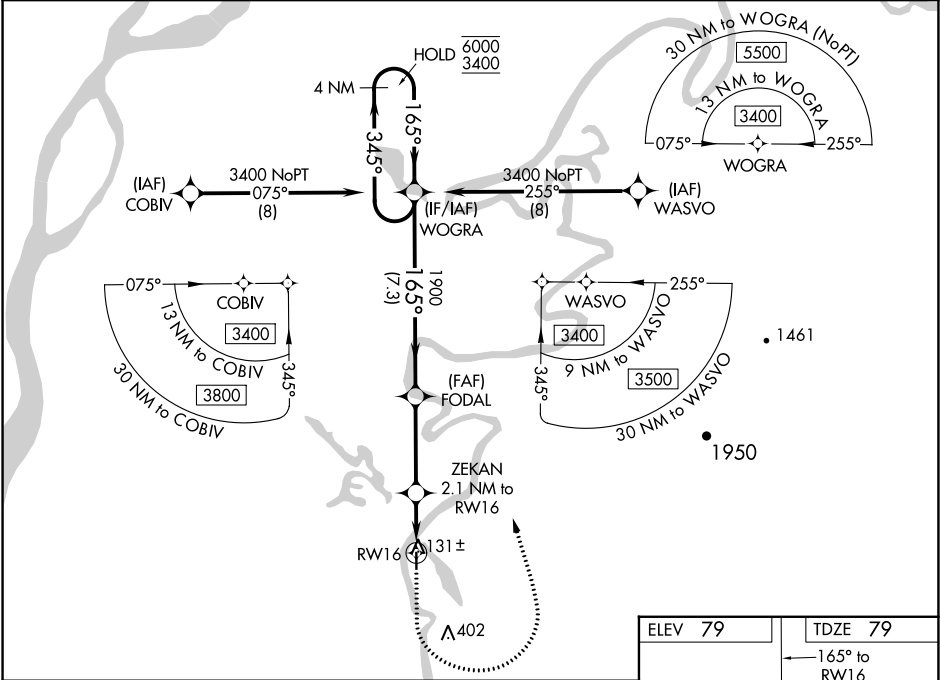 HOLD 6000
3400
4 NM
165°
345°
(IAF)
COBIV
3400 NoPT
075°
(8)
(IF/IAF)
WOGRA
3400 NoPT
255°
(8)
(IAF)
WASVO
30 NM to WOGRA (NoPT)
5500
13 NM to WOGRA
3400
075°
255°
WOGRA
1900
165°
(7.3)
075°
COBIV
3400
13 NM to COBIV
345°
3800
30 NM to COBIV
WASVO
255°
3400
9 NM to WASVO
345°
3500
30 NM to WASVO
1461
1950
(FAF)
FODAL
ZEKAN
2.1 NM to
RW16
RW16
131±
402
ELEV 79
TDZE 79
165° to
RW16